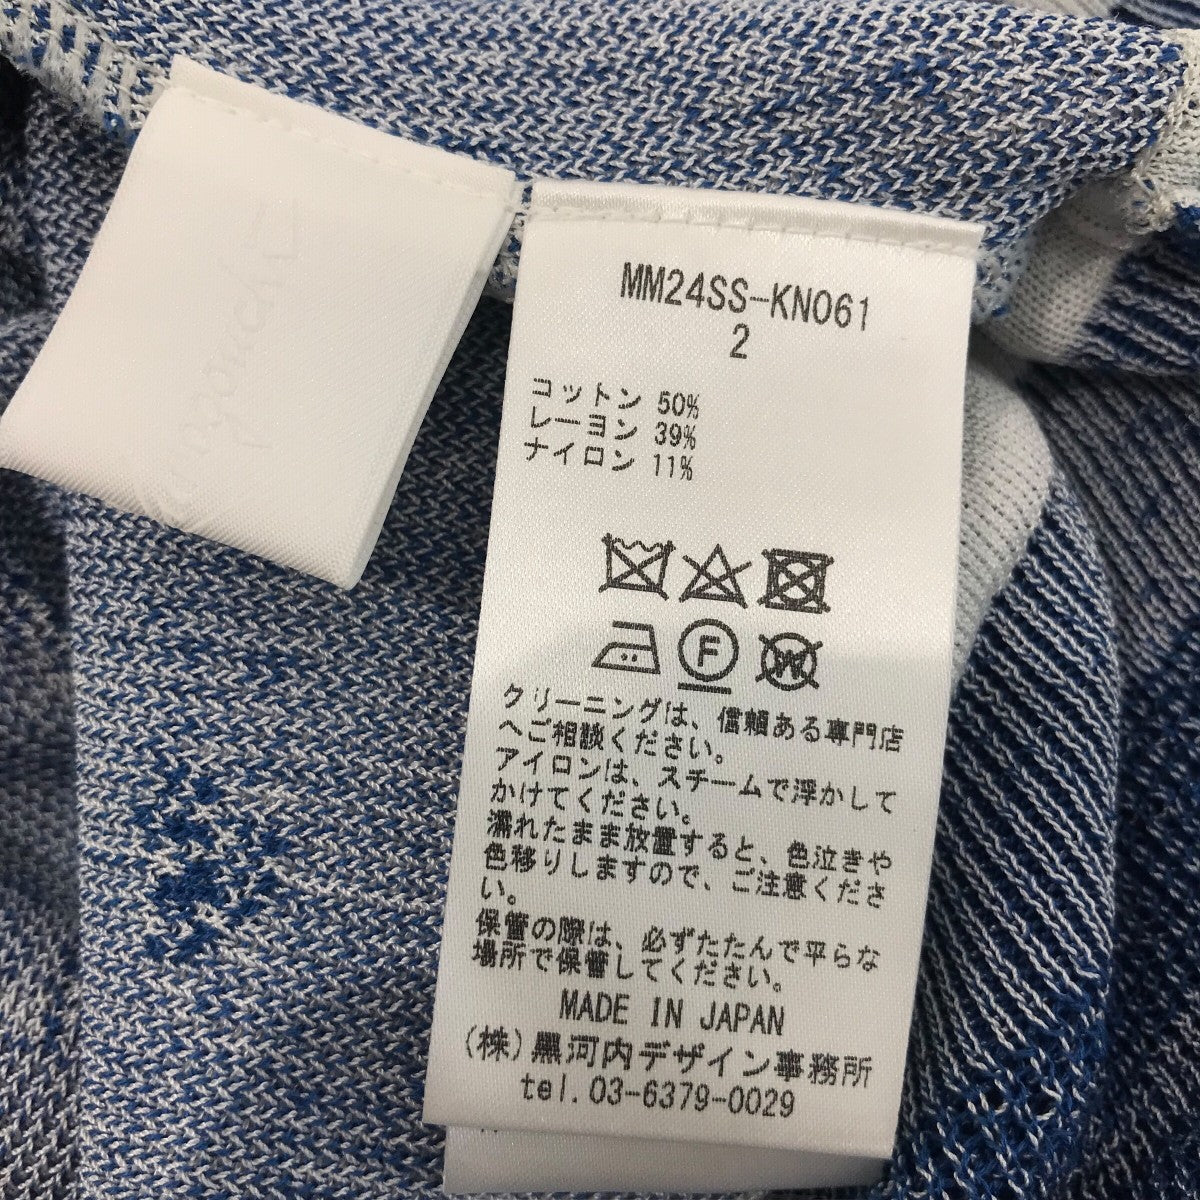 MM24SS-KN061
2
コットン 50%
レーヨン 39%
ナイロン 11%
F
W
クリーニングは、信頼ある専門店
へご相談ください。
アイロンは、スチームで浮かして
かけてください。
濡れたまま放置すると、色泣きや
色移りしますので、ご注意くださ
い。
保管の際は、必ずたたんで平らな
場所で保管してください。
MADE IN JAPAN
(株)黒河内デザイン事務所
tel.03-6379-0029